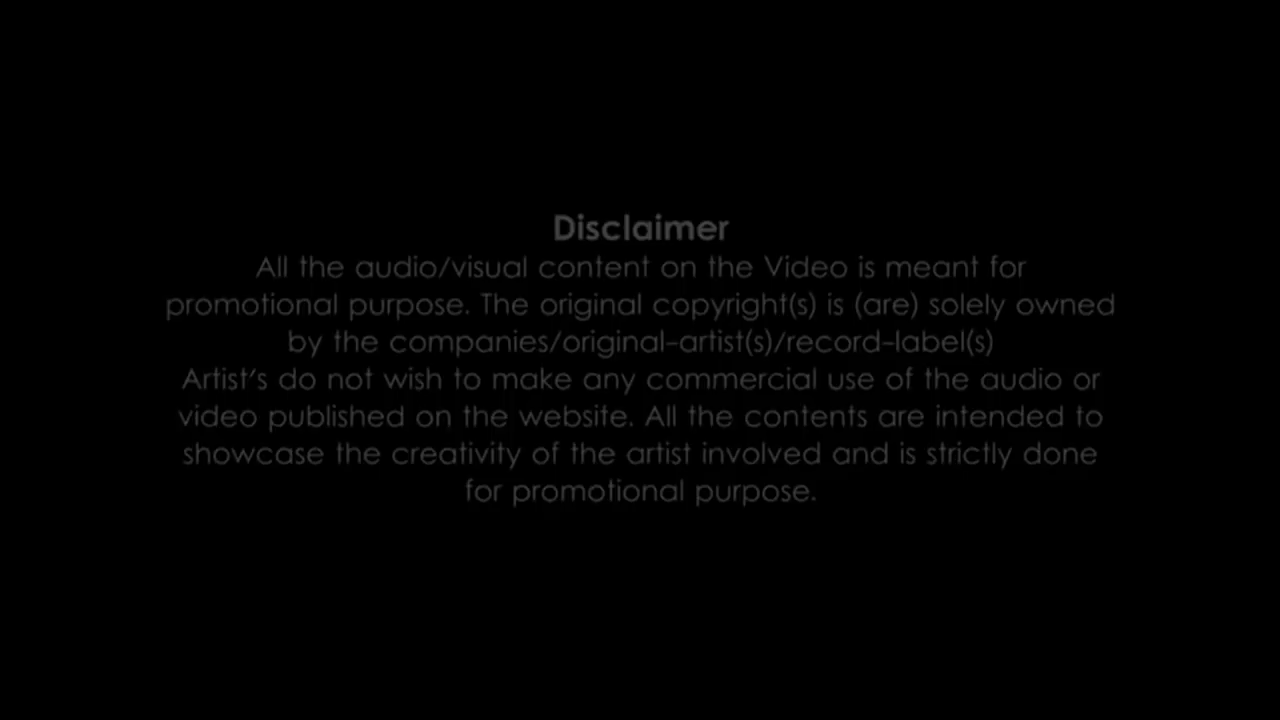 Disclaimer
All the audio/visual content on the Video is meant for
promotional purpose. The original copyright(s) is (are) solely owned
by the companies/original-artist(s)/record-label(s)
Artist's do not wish to make any commercial use of the audio or
video published on the website. All the contents are intended to
showcase the creativity of the artist involved and is strictly done
for promotional purpose.